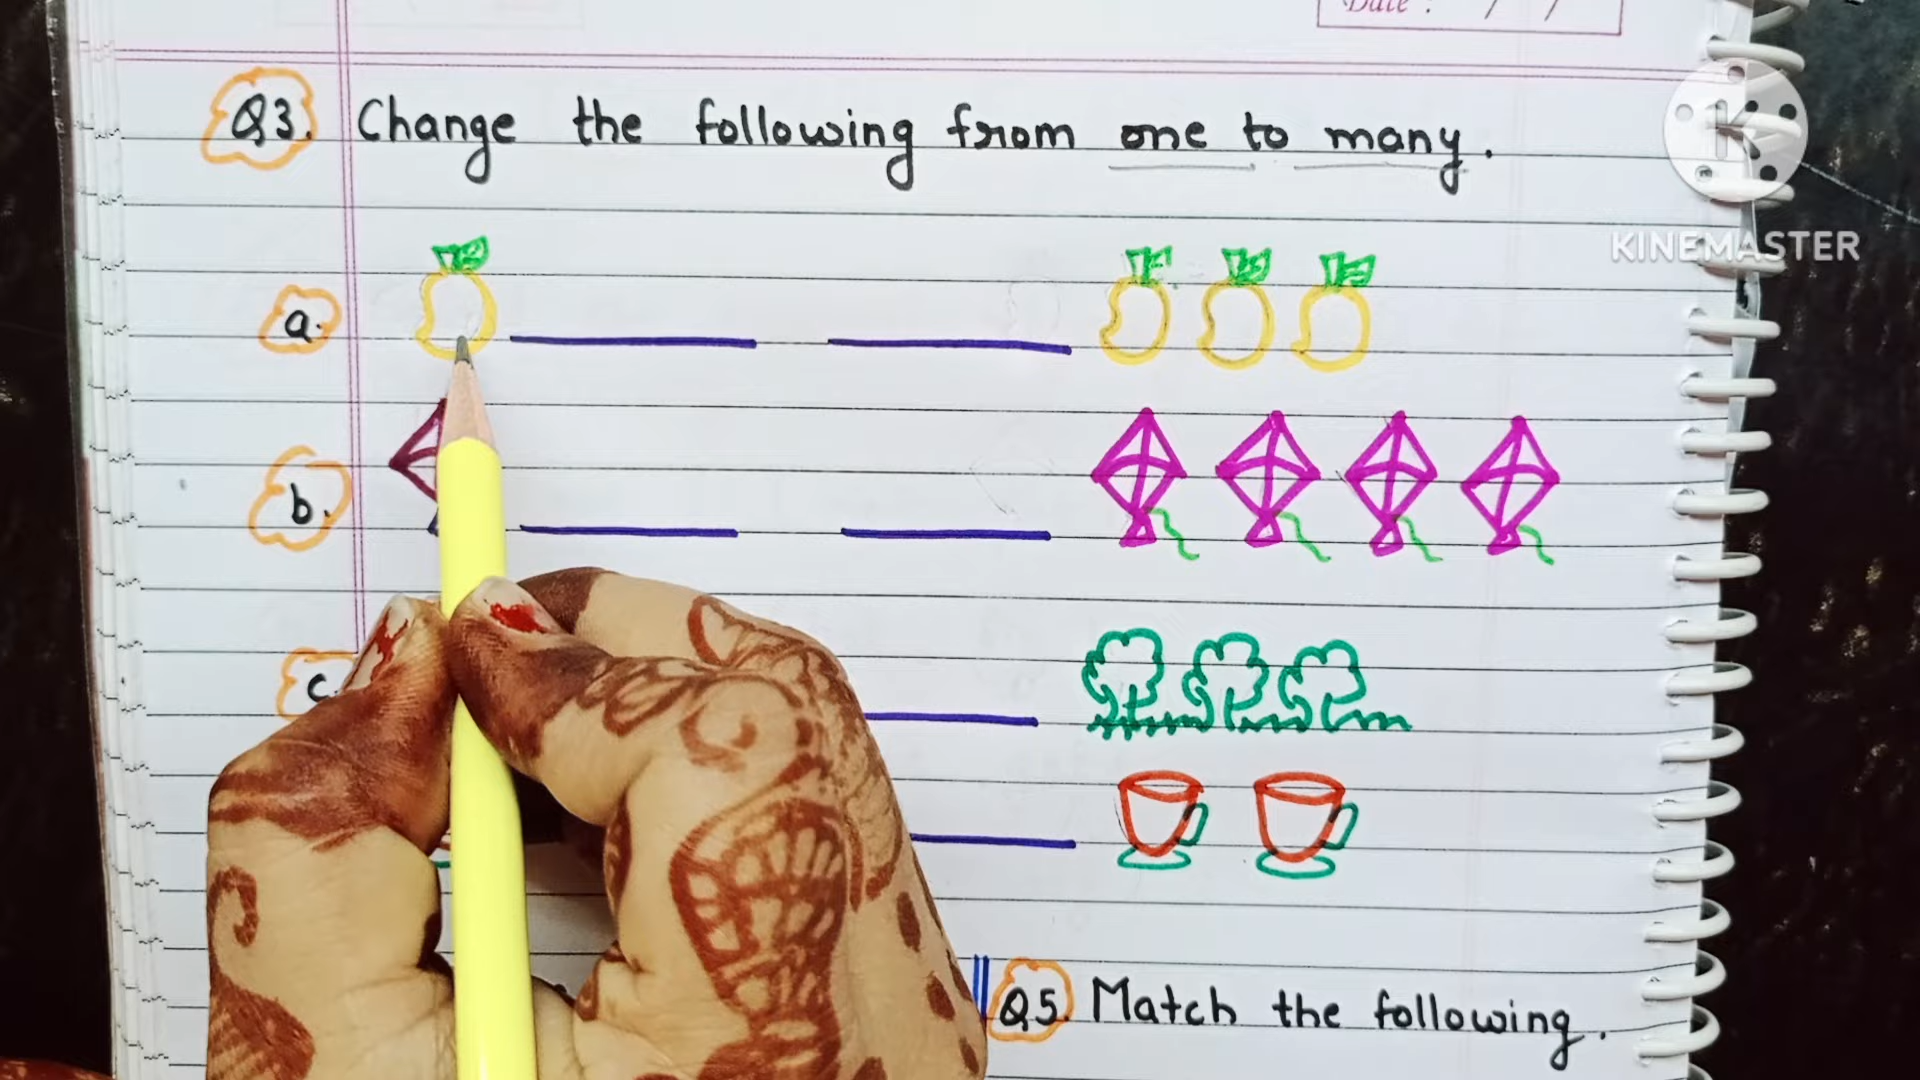 Date : / /
Q3. Change the following from one to many.
KINEMASTER
a.
b.
c.
Q5. Match the following.